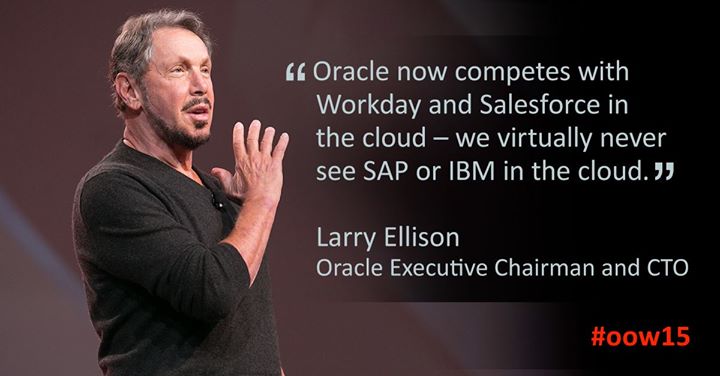 “ Oracle now competes with
Workday and Salesforce in
the cloud – we virtually never
see SAP or IBM in the cloud. ”
Larry Ellison
Oracle Executive Chairman and CTO
#oow15